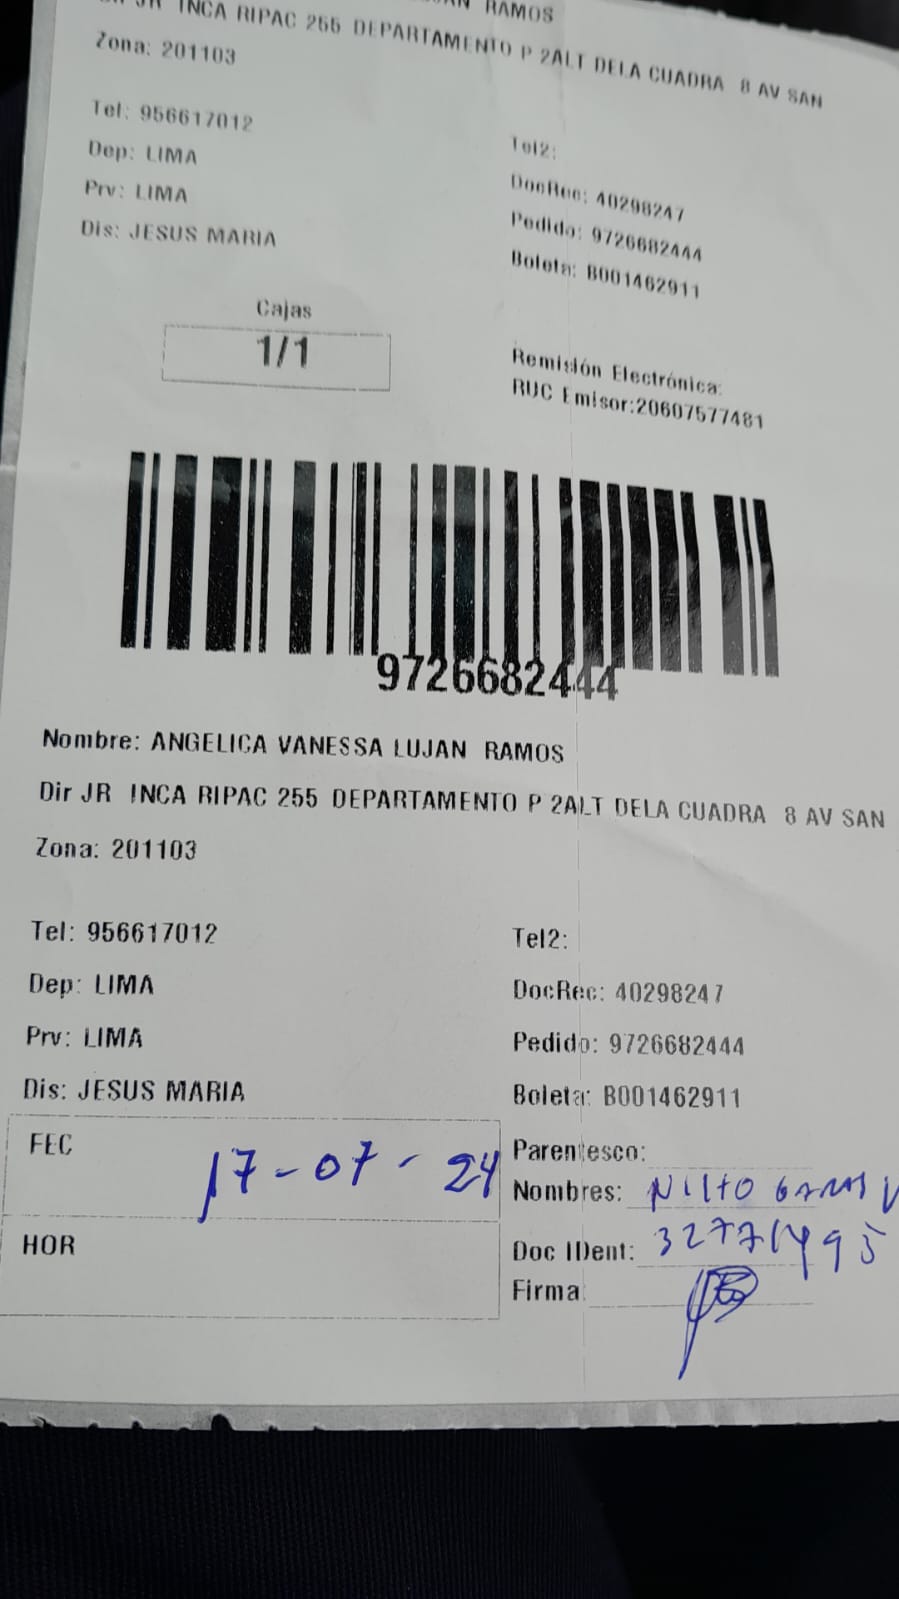 RAMOS
JR INCA RIPAC 255 DEPARTAMENTO P 2ALT DELA CUADRA 8 AV SAN
Zona: 201103
Tel: 956617012
Tel2:
Dep: LIMA
DocRec: 40298247
Prv: LIMA
Pedido: 9726682444
Dis: JESUS MARIA
Boleta: B001462911
Cajas
1/1
Remisión Electrónica:
RUC Emisor:20607577481
9726682444
Nombre: ANGELICA VANESSA LUJAN RAMOS
Dir JR INCA RIPAC 255 DEPARTAMENTO P 2ALT DELA CUADRA 8 AV SAN
Zona: 201103
Tel: 956617012
Tel2:
Dep: LIMA
DocRec: 40298247
Prv: LIMA
Pedido: 9726682444
Dis: JESUS MARIA
Boleta: B001462911
FEC 17-07-24
Parentesco:
Nombres: NILTO
HOR
Doc IDent:
Firma